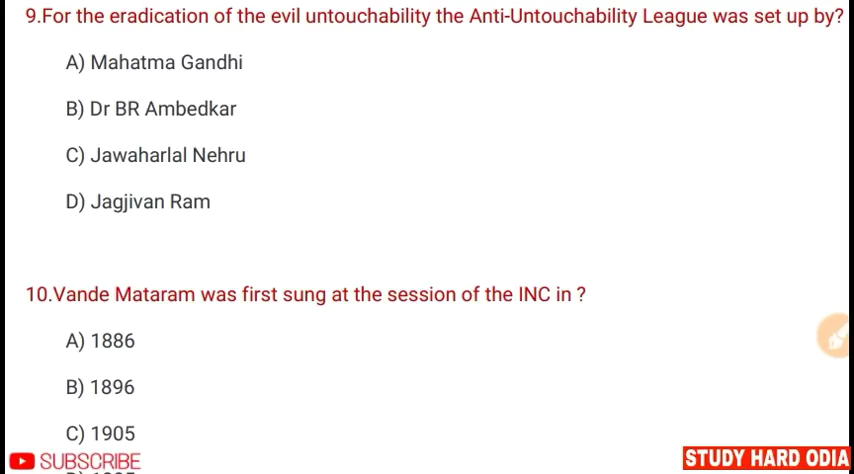 9.For the eradication of the evil untouchability the Anti-Untouchability League was set up by?
A) Mahatma Gandhi
B) Dr BR Ambedkar
C) Jawaharlal Nehru
D) Jagjivan Ram
10.Vande Mataram was first sung at the session of the INC in ?
A) 1886
B) 1896
C) 1905
SUBSCRIBE
STUDY HARD ODIA